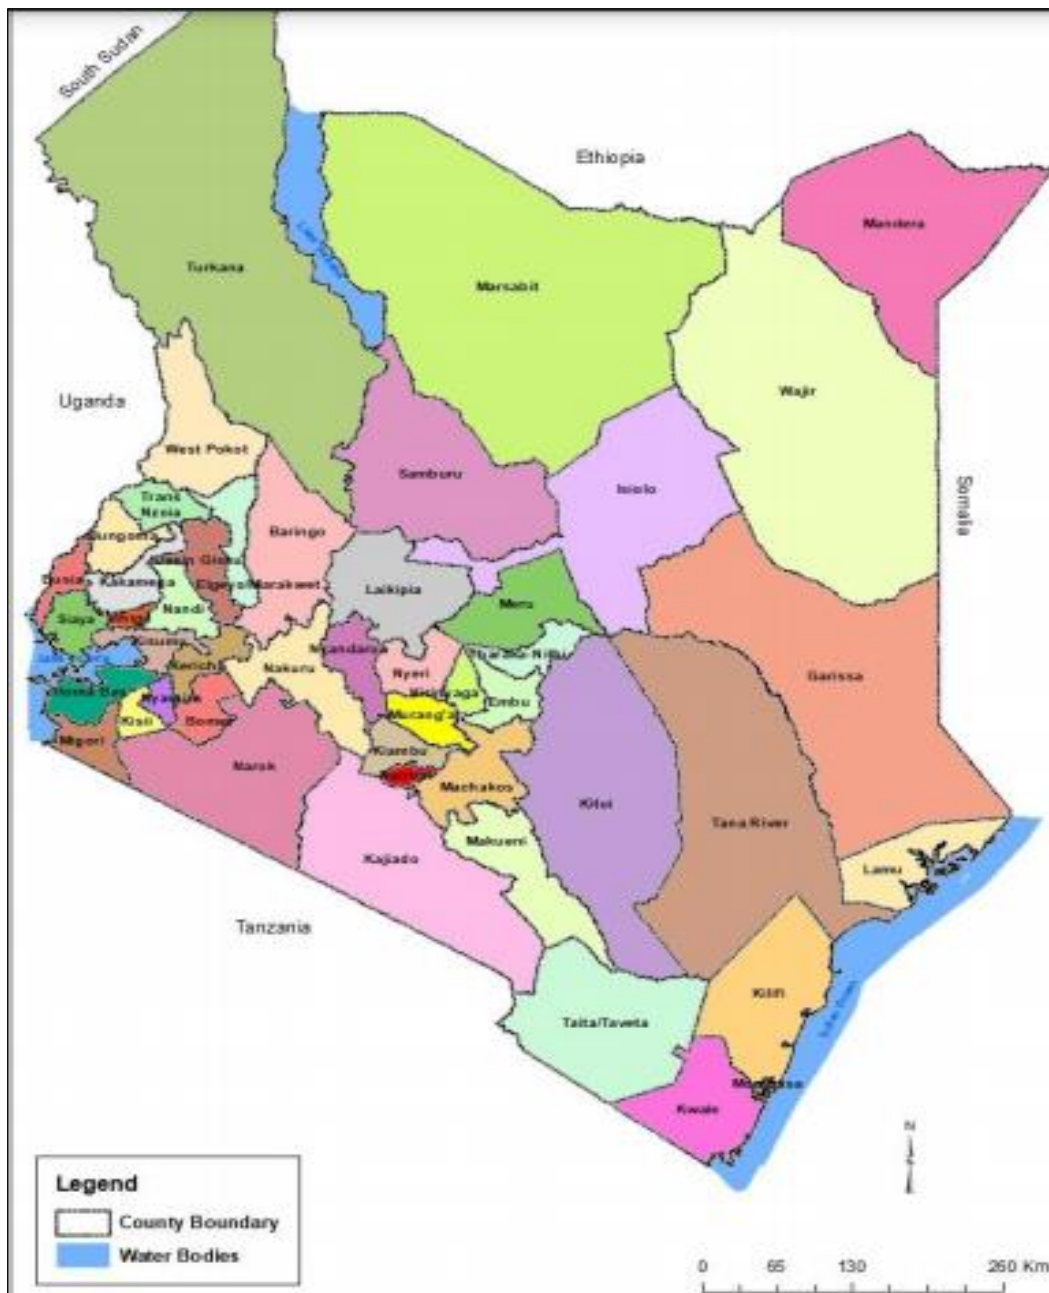 South Sudan
Ethiopia
Mandera
Turkana
Marsabit
Wajir
Uganda
West Pokot
Samburu
Isiolo
Somalia
Trans
Nzoia
Baringo
Elgeyo Marakwet
Kakamega
Laikipia
Meru
Siaya
Nandi
Garissa
Nakuru
Nyeri
Embu
Kisii
Murang'a
Migori
Narok
Kiambu
Machakos
Kitui
Tana River
Makueni
Kajiado
Lamu
Tanzania
Kilifi
Taita/Taveta
Mombasa
Kwale
N
Legend
County Boundary
Water Bodies
0 65 130 260 Km